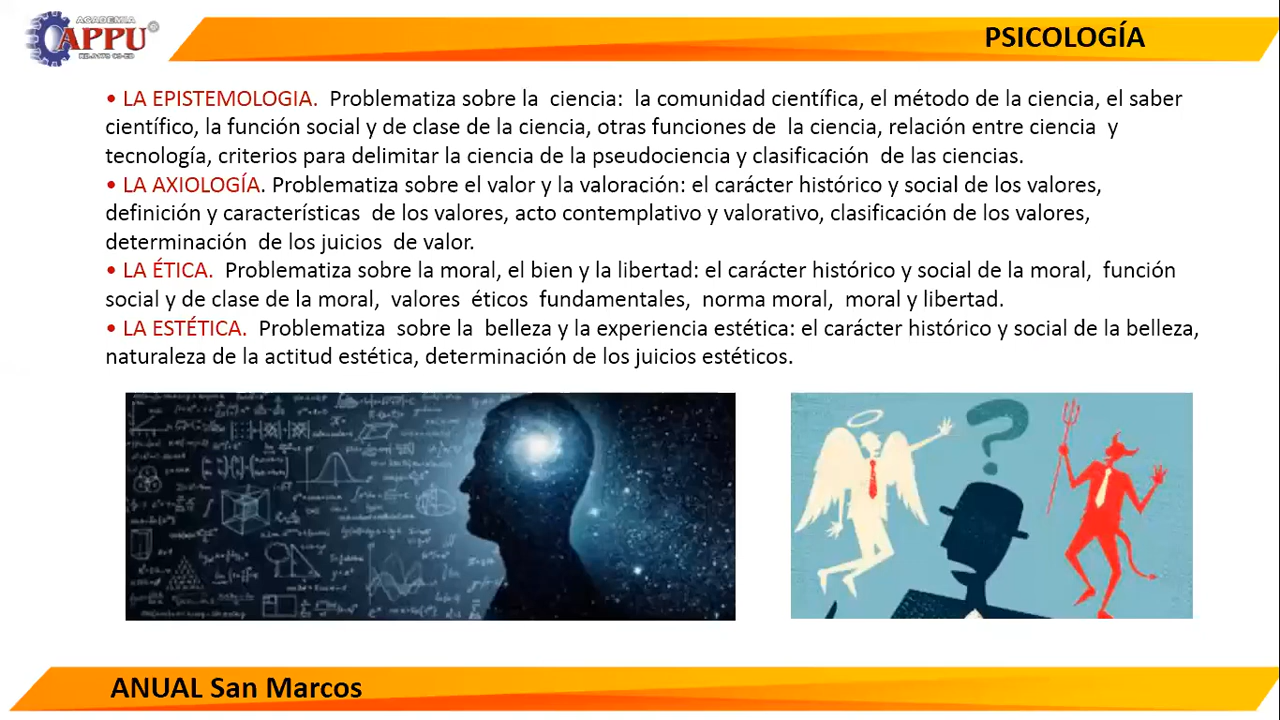 ACADEMIA
APPU
PSICOLOGÍA
• LA EPISTEMOLOGIA. Problematiza sobre la ciencia: la comunidad científica, el método de la ciencia, el saber
científico, la función social y de clase de la ciencia, otras funciones de la ciencia, relación entre ciencia y
tecnología, criterios para delimitar la ciencia de la pseudociencia y clasificación de las ciencias.
• LA AXIOLOGÍA. Problematiza sobre el valor y la valoración: el carácter histórico y social de los valores,
definición y características de los valores, acto contemplativo y valorativo, clasificación de los valores,
determinación de los juicios de valor.
• LA ÉTICA. Problematiza sobre la moral, el bien y la libertad: el carácter histórico y social de la moral, función
social y de clase de la moral, valores éticos fundamentales, norma moral, moral y libertad.
• LA ESTÉTICA. Problematiza sobre la belleza y la experiencia estética: el carácter histórico y social de la belleza,
naturaleza de la actitud estética, determinación de los juicios estéticos.
?
ANUAL San Marcos